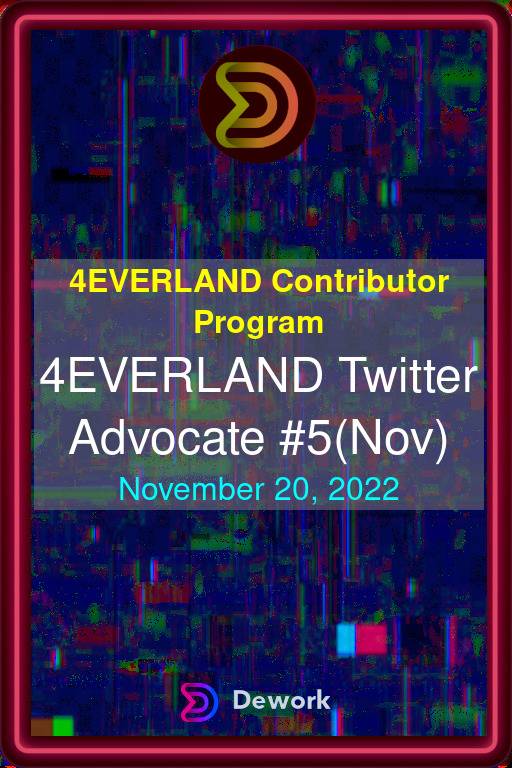 4EVERLAND Contributor
Program
4EVERLAND Twitter
Advocate #5(Nov)
November 20, 2022
Dework